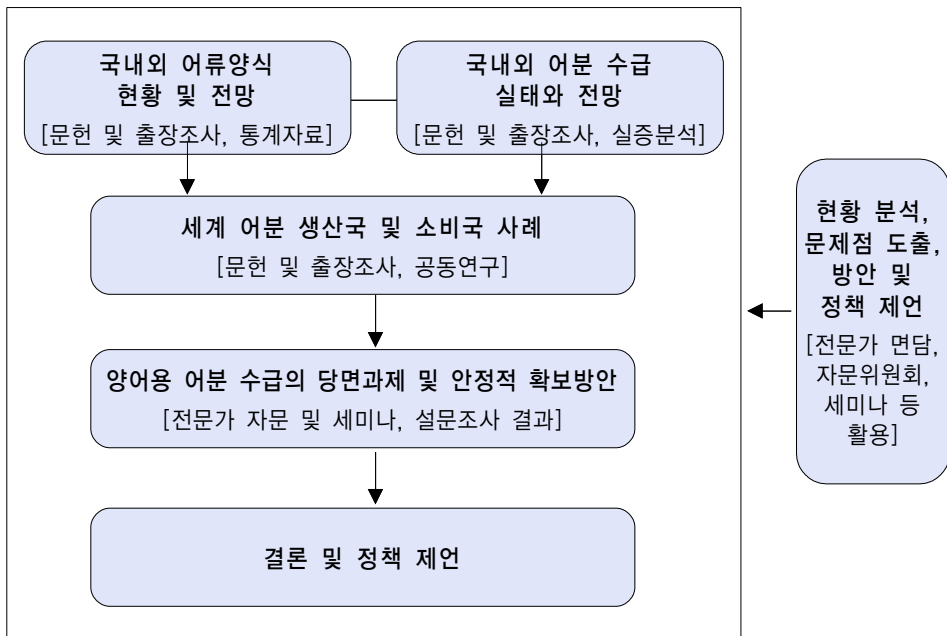 국내외 어류양식
현황 및 전망
[문헌 및 출장조사, 통계자료]
국내외 어분 수급
실태와 전망
[문헌 및 출장조사, 실증분석]
세계 어분 생산국 및 소비국 사례
[문헌 및 출장조사, 공동연구]
양어용 어분 수급의 당면과제 및 안정적 확보방안
[전문가 자문 및 세미나, 설문조사 결과]
결론 및 정책 제언
현황 분석,
문제점 도출,
방안 및
정책 제언
[전문가 면담,
자문위원회,
세미나 등
활용]